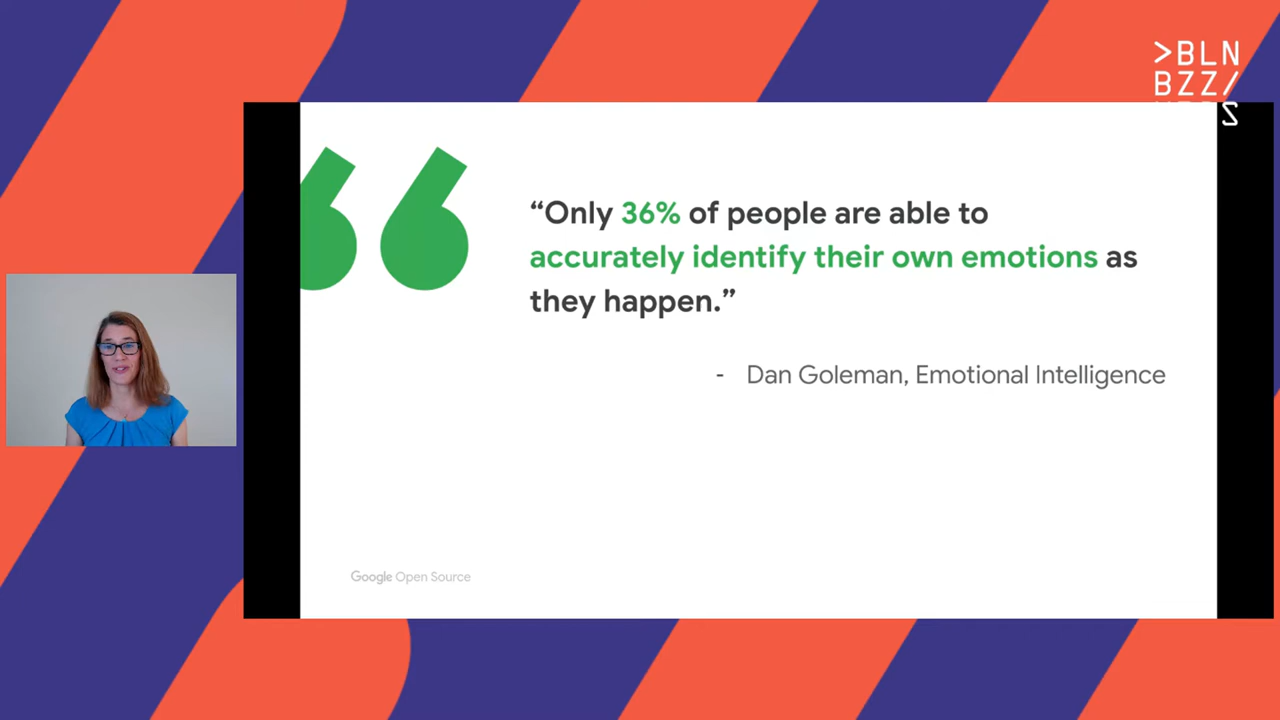 >BLN
BZZ/
“Only 36% of people are able to
accurately identify their own emotions as
they happen.”
- Dan Goleman, Emotional Intelligence
Google Open Source